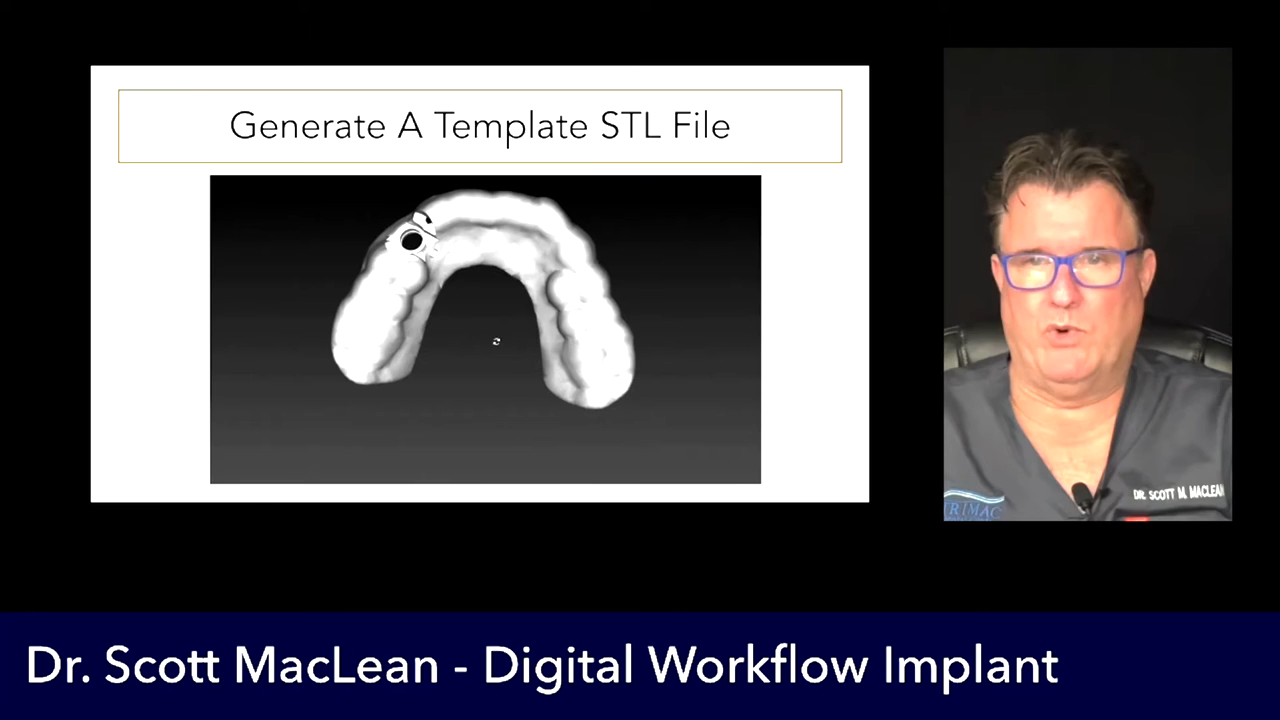 Generate A Template STL File
DR. SCOTT M. MACLEAN
Dr. Scott MacLean - Digital Workflow Implant